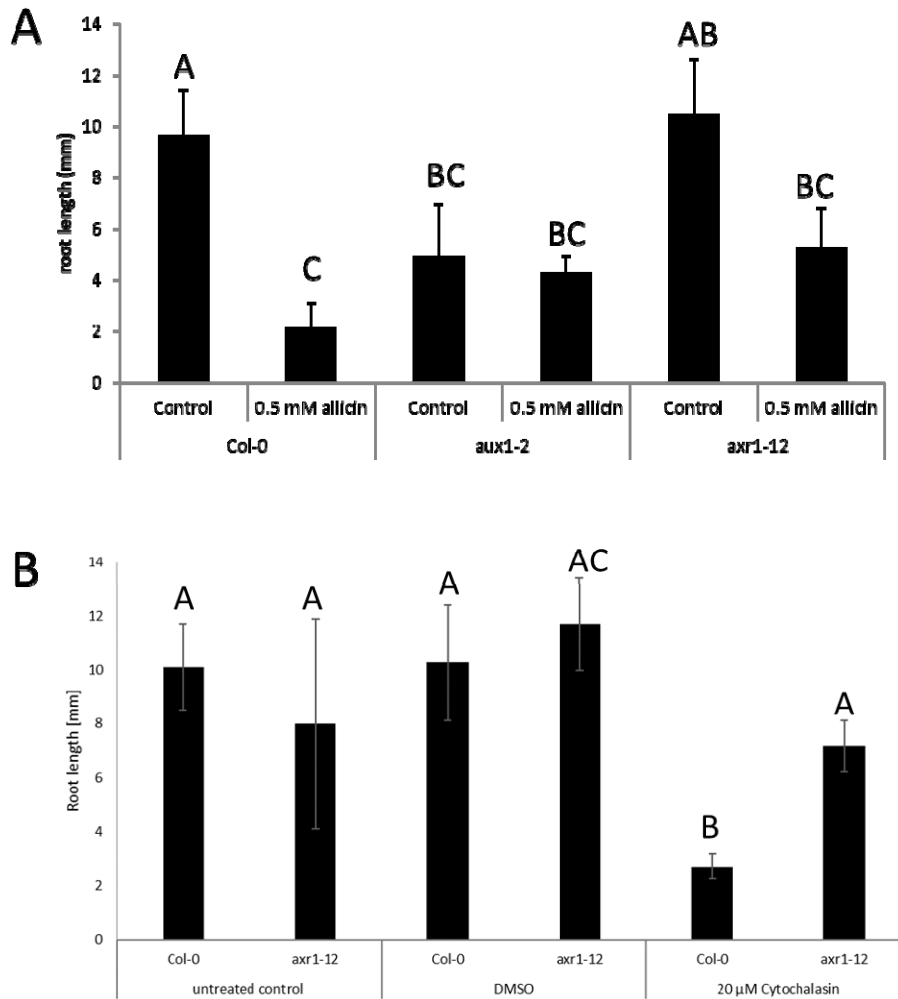 A
root length (mm)
14
12
10
8
6
4
2
0
A
C
BC
BC
AB
BC
Control
0.5 mM allicin
Control
0.5 mM allicin
Control
0.5 mM allicin
Col-0
aux1-2
axr1-12
B
Root length [mm]
14
12
10
8
6
4
2
0
A
A
A
AC
B
A
Col-0
axr1-12
Col-0
axr1-12
Col-0
axr1-12
untreated control
DMSO
20 µM Cytochalasin